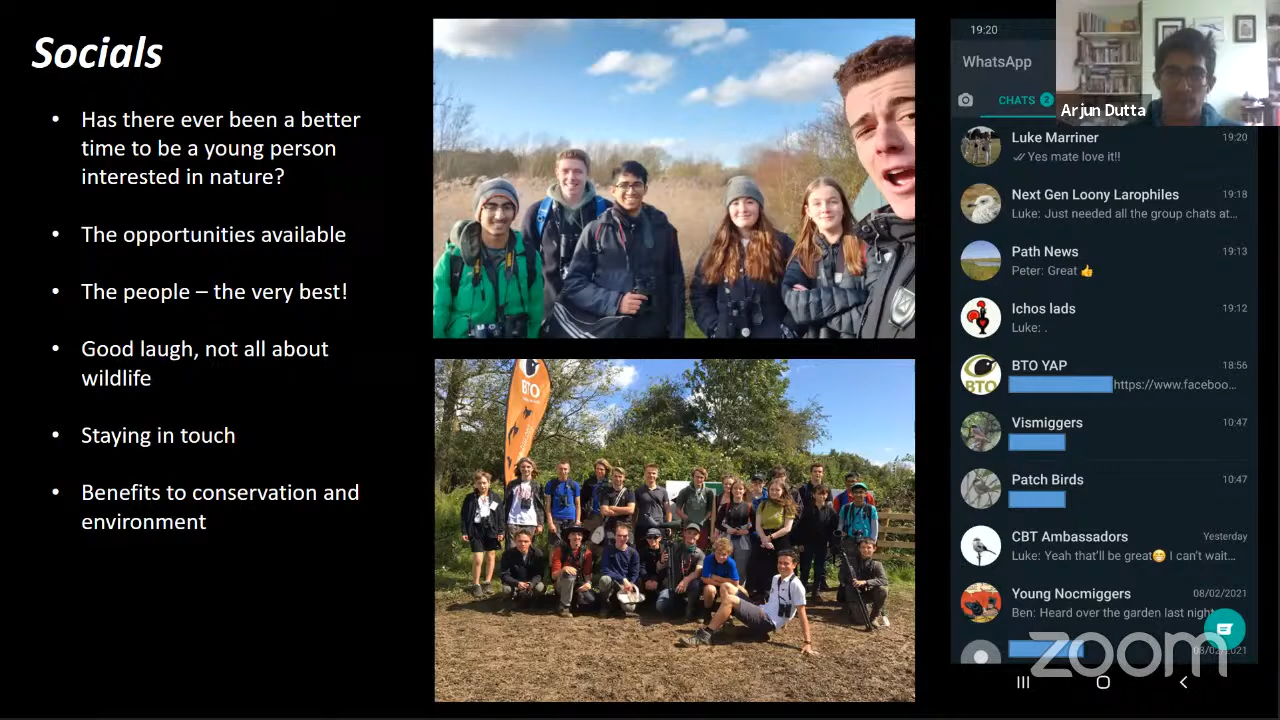 Socials
• Has there ever been a better
time to be a young person
interested in nature?
• The opportunities available
• The people – the very best!
• Good laugh, not all about
wildlife
• Staying in touch
• Benefits to conservation and
environment
BTO
19:20
WhatsApp
CHATS 2
Arjun Dutta
Luke Marriner 19:20
Yes mate love it!!
Next Gen Loony Larophiles 19:18
Luke: Just needed all the group chats at...
Path News 19:13
Peter: Great 👍
Ichos lads 19:12
Luke: .
BTO YAP 18:56
https://www.faceboo...
BTO
Vismiggers 10:47
Patch Birds 10:47
CBT Ambassadors Yesterday
Luke: Yeah that'll be great😁 I can't wait...
Young Nocmiggers 08/02/2021
Ben: Heard over the garden last night
zoom